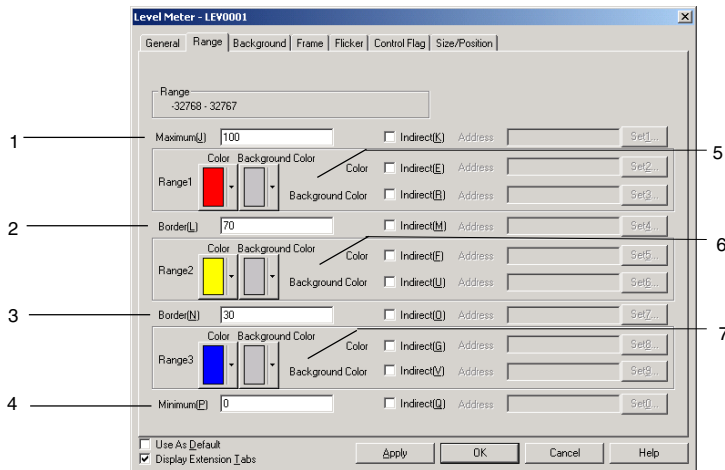 Level Meter - LEV0001
General Range Background Frame Flicker Control Flag Size/Position
Range
-32768 - 32767
1 Maximum(J) 100 Indirect(K) Address Set1...
5
Color Background Color
Range1 Color Indirect(E) Address Set2...
Background Color Indirect(R) Address Set3...
2 Border(L) 70 Indirect(M) Address Set4...
6
Color Background Color
Range2 Color Indirect(F) Address Set5...
Background Color Indirect(U) Address Set6...
3 Border(N) 30 Indirect(O) Address Set7...
7
Color Background Color
Range3 Color Indirect(G) Address Set8...
Background Color Indirect(V) Address Set9...
4 Minimum(P) 0 Indirect(Q) Address Set0...
Use As Default
Display Extension Tabs
Apply OK Cancel Help